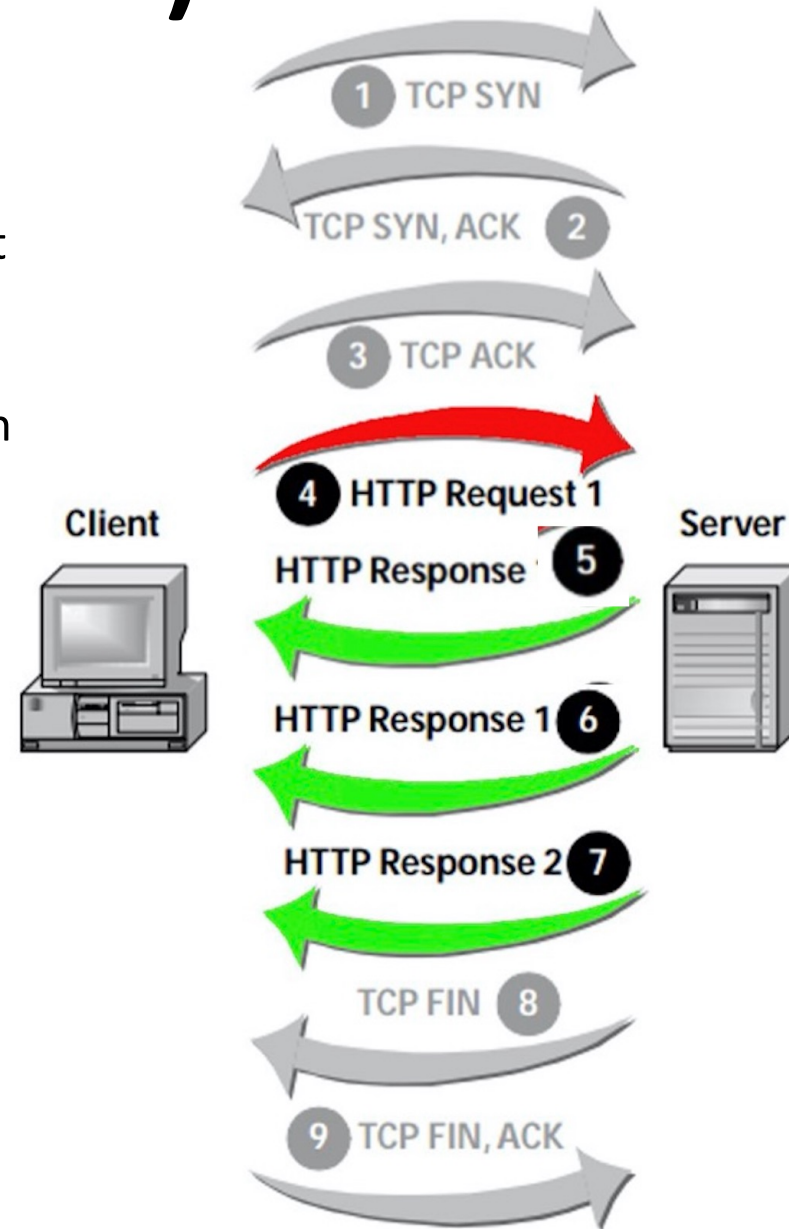 1 TCP SYN
TCP SYN, ACK 2
3 TCP ACK
4 HTTP Request 1
Client
Server
HTTP Response 5
HTTP Response 1 6
HTTP Response 2 7
TCP FIN 8
9 TCP FIN, ACK